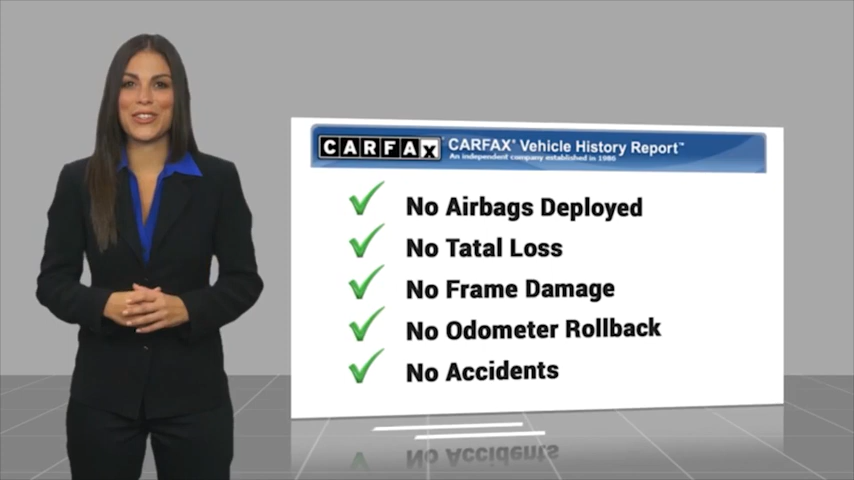 CARFAX CARFAX® Vehicle History Report™
An independent company established in 1986
No Airbags Deployed
No Tatal Loss
No Frame Damage
No Odometer Rollback
No Accidents
No Accidents